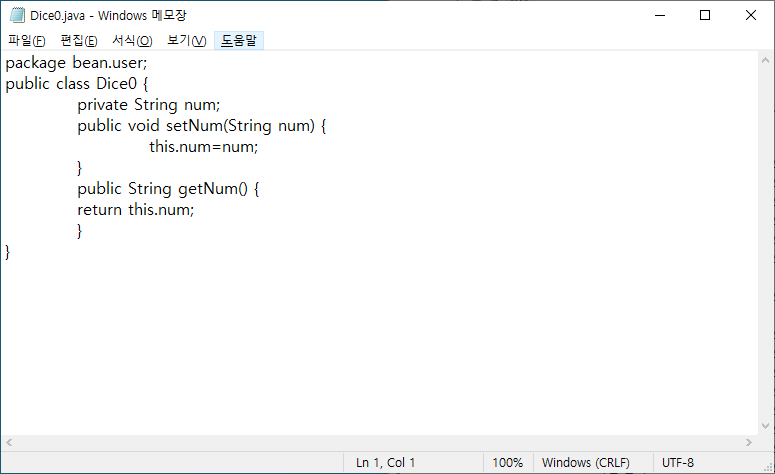 Dice0.java - Windows 메모장
파일(F) 편집(E) 서식(O) 보기(V) 도움말
package bean.user;
public class Dice0 {
private String num;
public void setNum(String num) {
this.num=num;
}
public String getNum() {
return this.num;
}
}
Ln 1, Col 1 100% Windows (CRLF) UTF-8